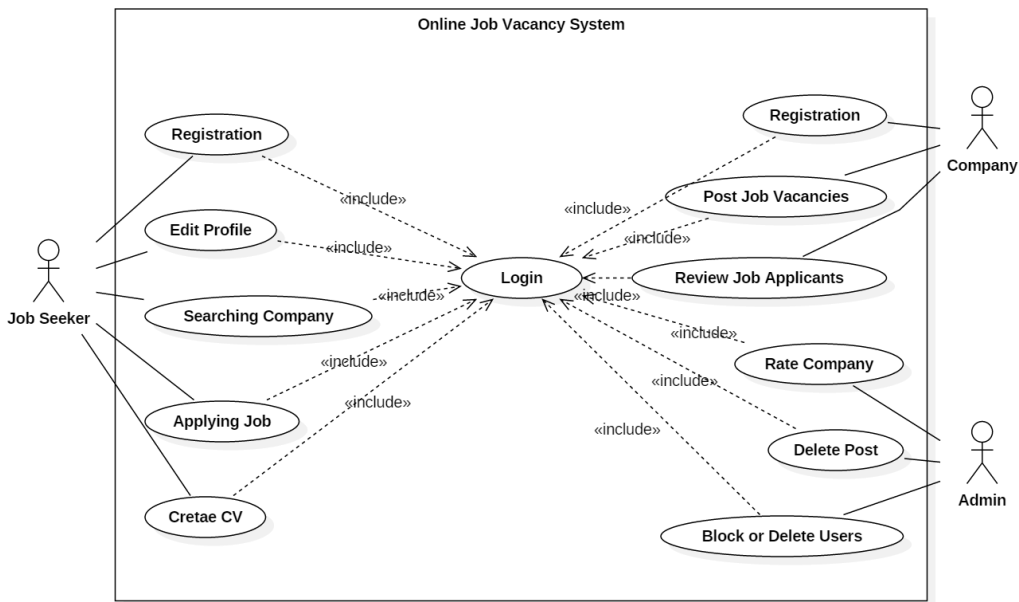 Online Job Vacancy System
Registration
Edit Profile
Searching Company
Applying Job
Cretae CV
Job Seeker
«include»
«include»
«include»
«include»
«include»
Login
«include»
«include»
«include»
«include»
«include»
«include»
Registration
Post Job Vacancies
Review Job Applicants
Rate Company
Delete Post
Block or Delete Users
Company
Admin